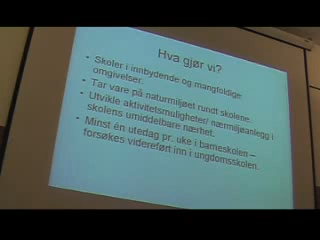 Hva gjør vi?
• Skoler i innbydende og mangfoldige
omgivelser.
• Tar vare på naturmiljøet rundt skolene.
• Utvikle aktivitetsmuligheter/ nærmiljøanlegg i
skolens umiddelbare nærhet.
• Minst én utedag pr. uke i barneskolen –
forsøkes videreført inn i ungdomsskolen.